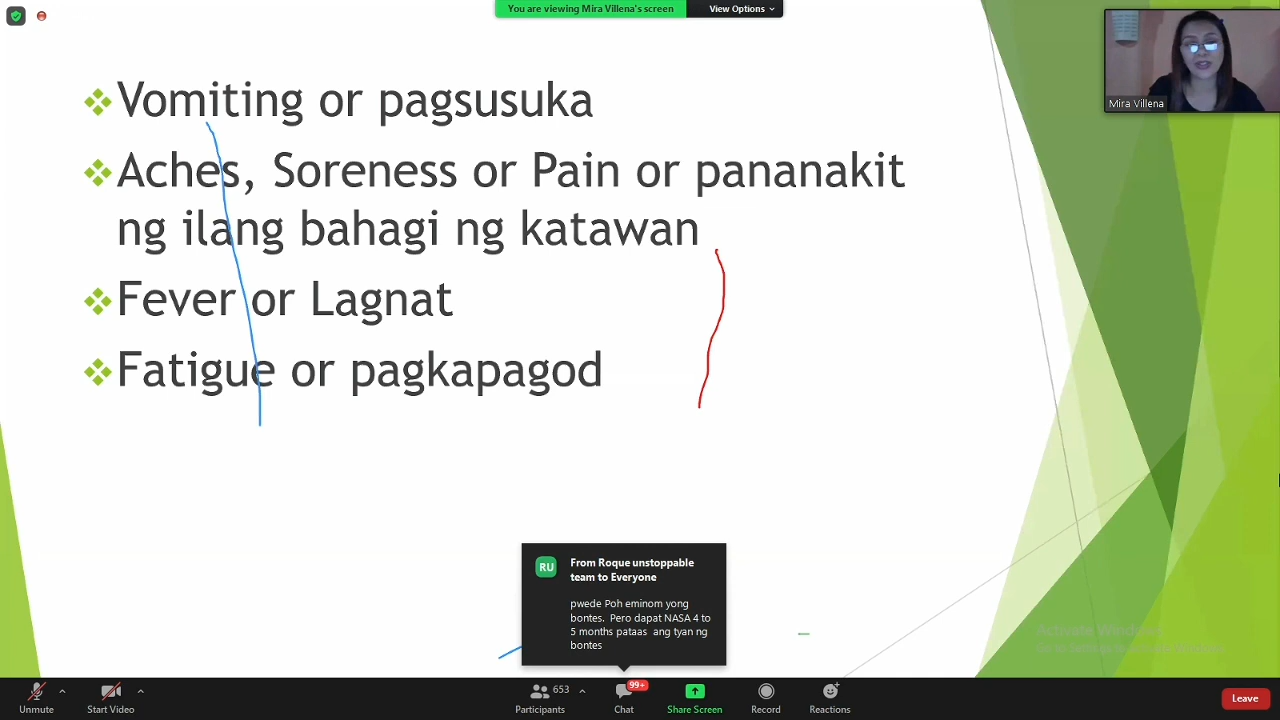 You are viewing Mira Villena's screen
View Options
Mira Villena
Vomiting or pagsusuka
Aches, Soreness or Pain or pananakit
ng ilang bahagi ng katawan
Fever or Lagnat
Fatigue or pagkapagod
RU
From Roque unstoppable
team to Everyone
pwede Poh eminom yong
bontes. Pero dapat NASA 4 to
5 months pataas ang tyan ng
bontes
Activate Windows
Unmute
Start Video
653
Participants
99+
Chat
Share Screen
Record
Reactions
Leave